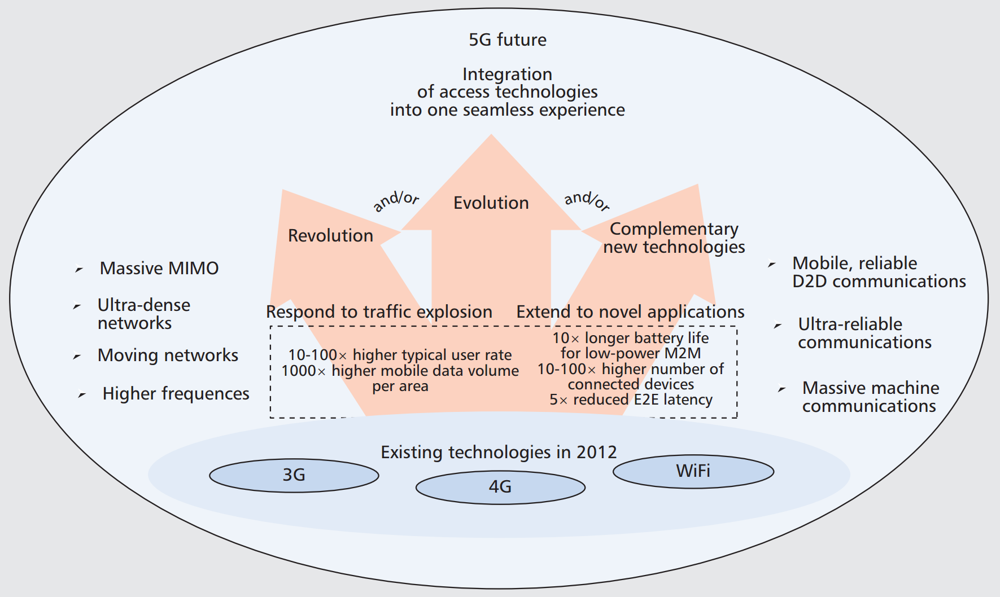 5G future
Integration
of access technologies
into one seamless experience
and/or
Evolution
and/or
Revolution
Complementary
new technologies
Massive MIMO
Ultra-dense
networks
Moving networks
Higher frequences
Mobile, reliable
D2D communications
Ultra-reliable
communications
Massive machine
communications
Respond to traffic explosion
10-100× higher typical user rate
1000× higher mobile data volume
per area
Extend to novel applications
10× longer battery life
for low-power M2M
10-100× higher number of
connected devices
5× reduced E2E latency
Existing technologies in 2012
3G
4G
WiFi